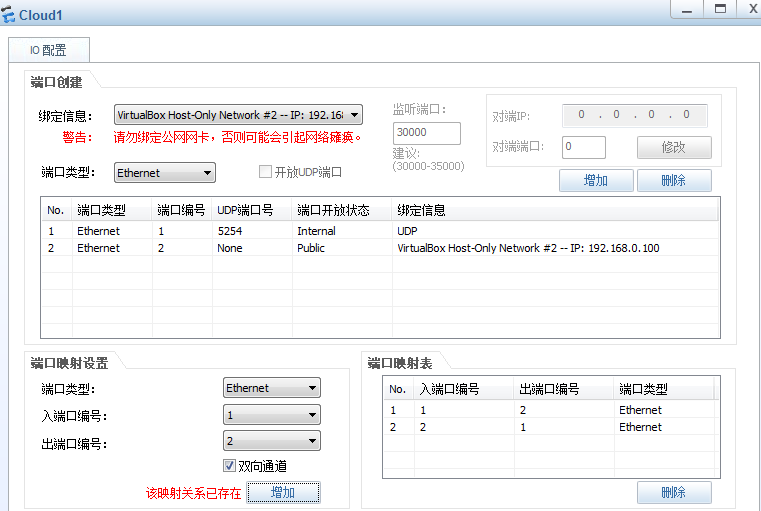 Cloud1
IO 配置
端口创建
绑定信息： VirtualBox Host-Only Network #2 -- IP: 192.16
警告： 请勿绑定公网网卡，否则可能会引起网络瘫痪。
端口类型： Ethernet 开放UDP端口
监听端口：
30000
建议：
(30000-35000)
对端IP: 0 . 0 . 0 . 0
对端端口: 0 修改
增加 删除
No. 端口类型 端口编号 UDP端口号 端口开放状态 绑定信息
1 Ethernet 1 5254 Internal UDP
2 Ethernet 2 None Public VirtualBox Host-Only Network #2 -- IP: 192.168.0.100
端口映射设置
端口类型： Ethernet
入端口编号： 1
出端口编号： 2
双向通道
该映射关系已存在 增加
端口映射表
No. 入端口编号 出端口编号 端口类型
1 1 2 Ethernet
2 2 1 Ethernet
删除